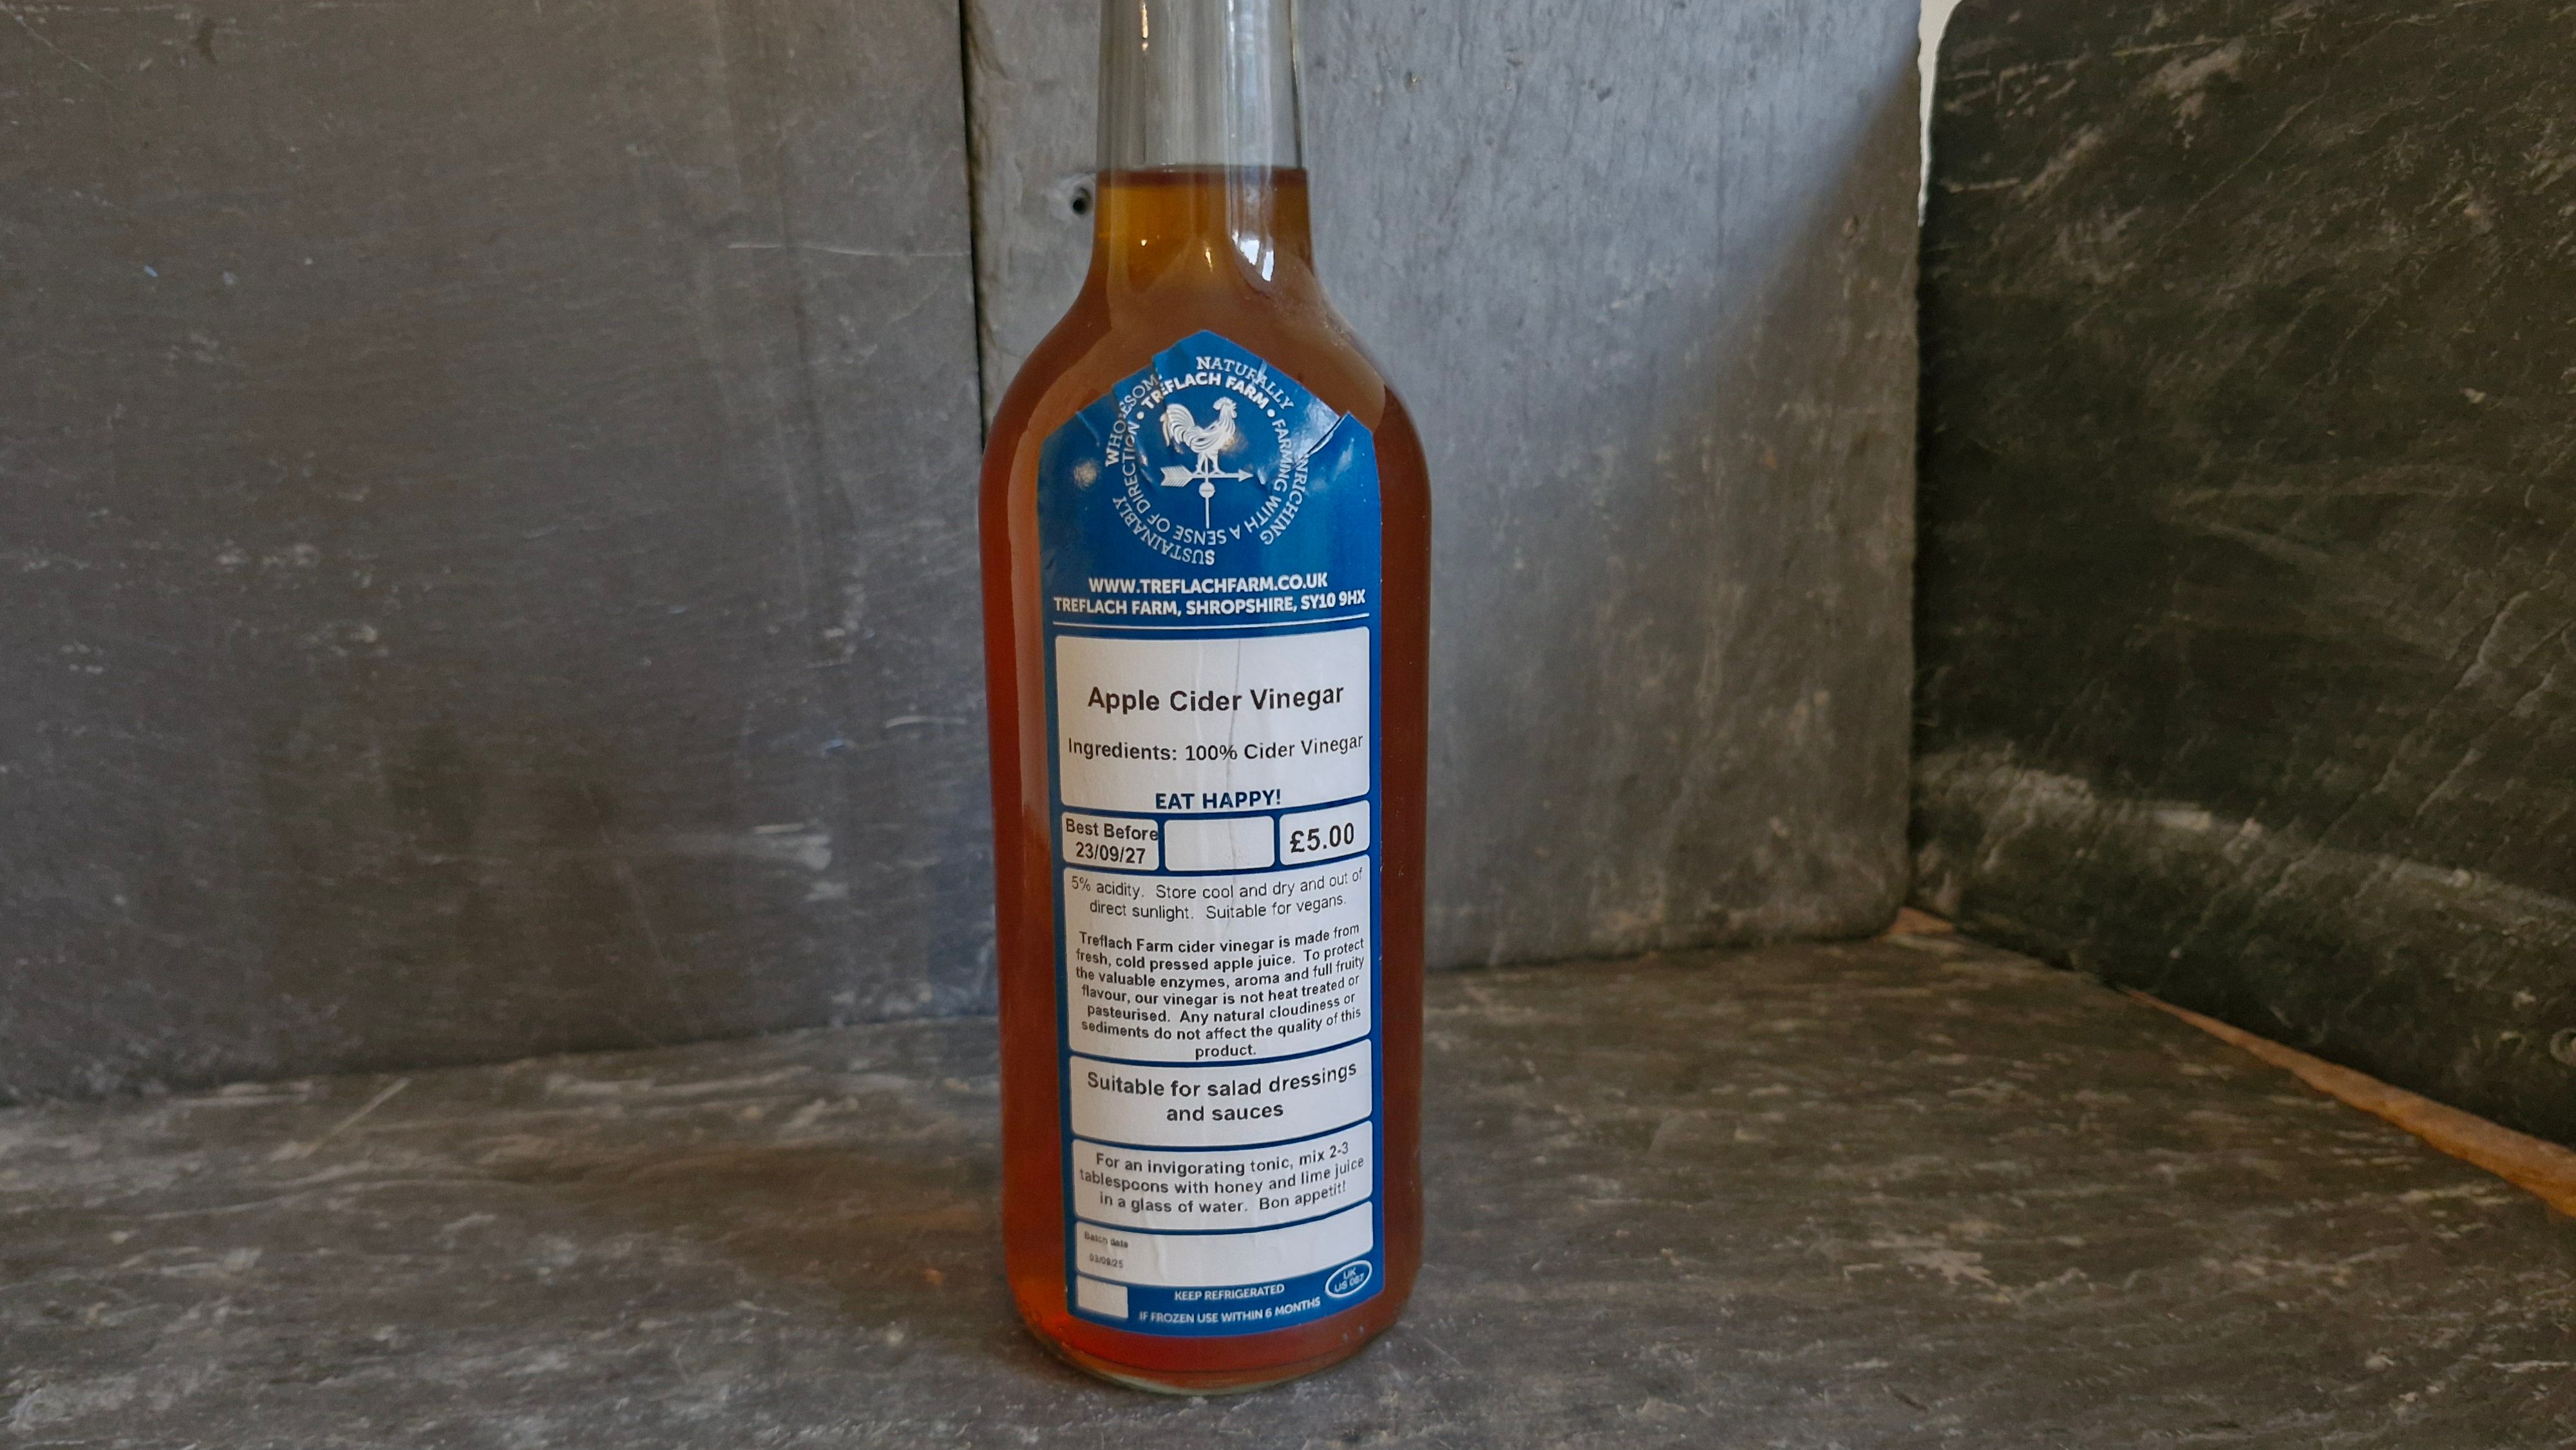 NATURALLY ENRICHING SUSTAINABLY WHOLESOME
• TREFLACH FARM • FARMING WITH A SENSE OF DIRECTION
WWW.TREFLACHFARM.CO.UK
TREFLACH FARM, SHROPSHIRE, SY10 9HX
Apple Cider Vinegar
Ingredients: 100% Cider Vinegar
EAT HAPPY!
Best Before
23/09/27
£5.00
5% acidity. Store cool and dry and out of
direct sunlight. Suitable for vegans.
Treflach Farm cider vinegar is made from
fresh, cold pressed apple juice. To protect
the valuable enzymes, aroma and full fruity
flavour, our vinegar is not heat treated or
pasteurised. Any natural cloudiness or
sediments do not affect the quality of this
product.
Suitable for salad dressings
and sauces
For an invigorating tonic, mix 2-3
tablespoons with honey and lime juice
in a glass of water. Bon appetit!
Batch date
KEEP REFRIGERATED
IF FROZEN USE WITHIN 6 MONTHS
UK